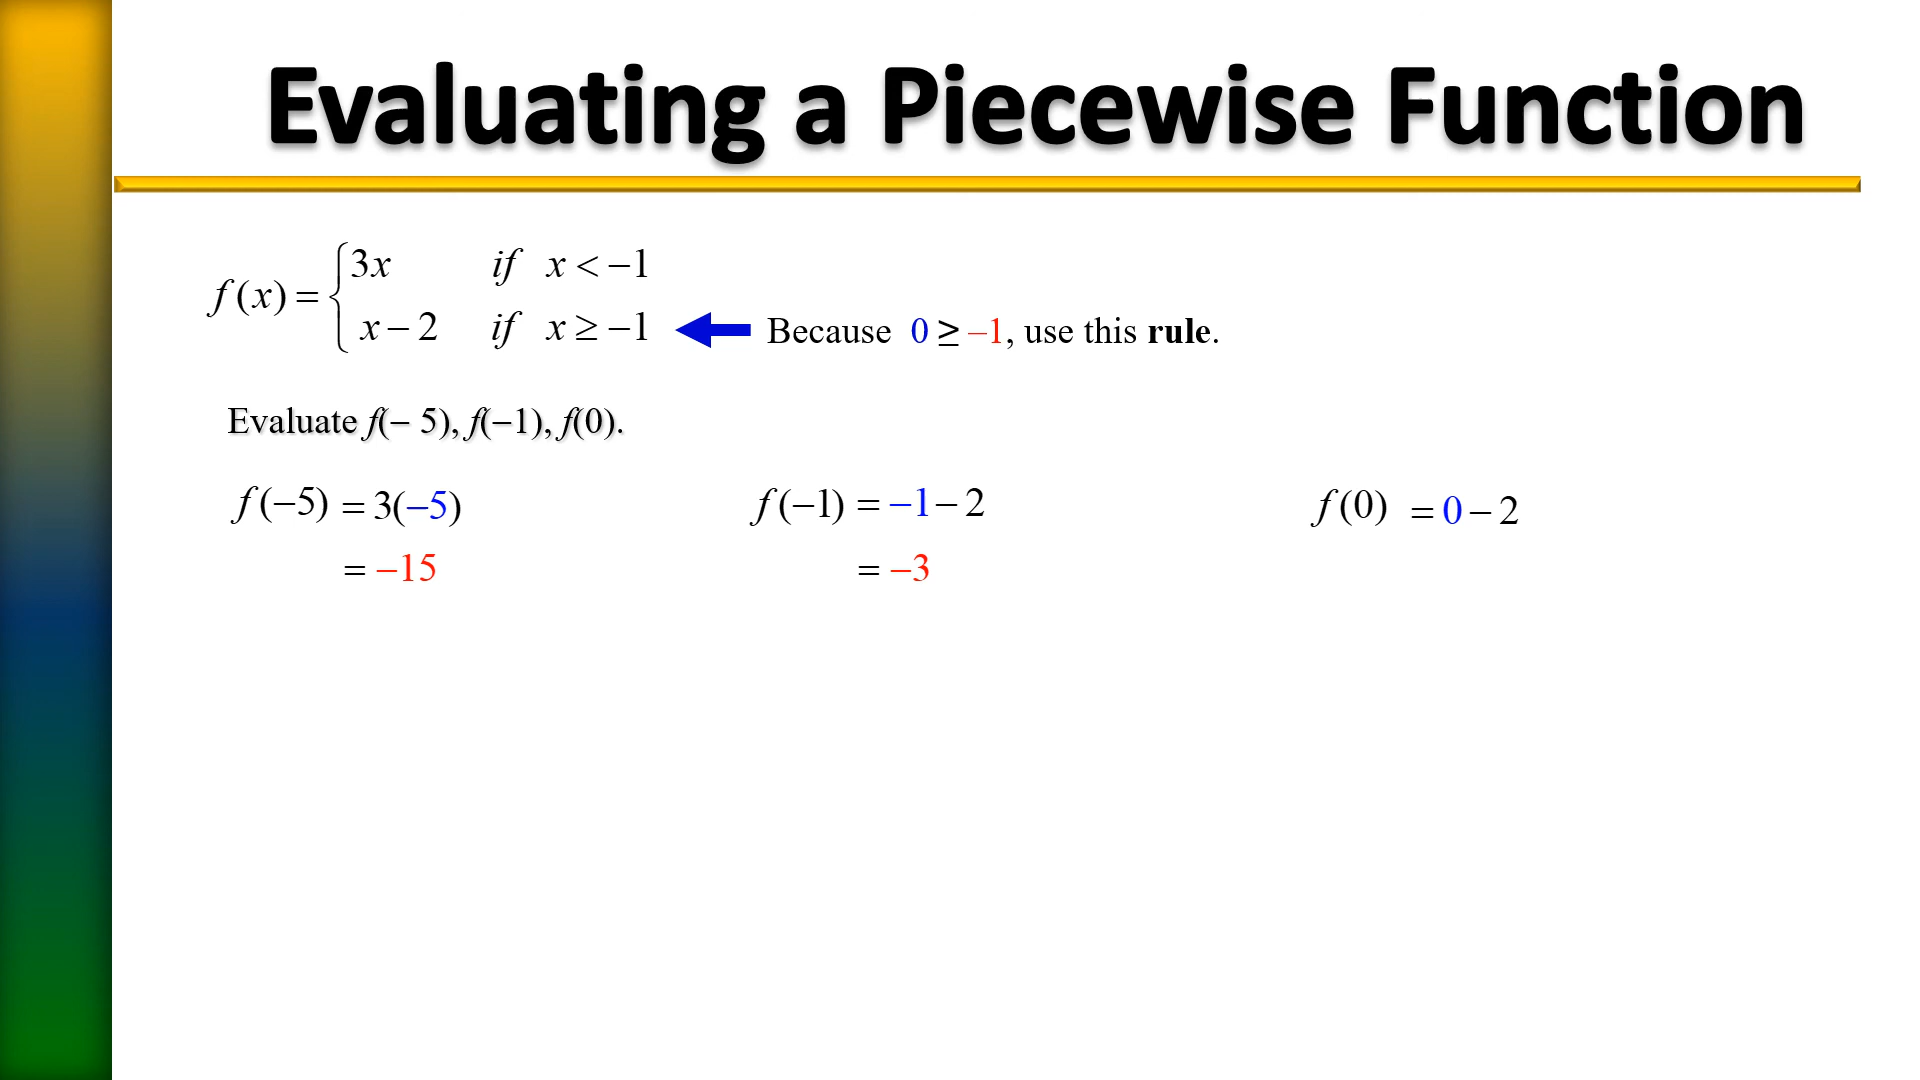 Evaluating a Piecewise Function
f(x) = { 3x if x < −1
x − 2 if x ≥ −1
Because 0 ≥ –1, use this rule.
Evaluate f(− 5), f(−1), f(0).
f(−5) = 3(−5)
= −15
f(−1) = −1 − 2
= −3
f(0) = 0 − 2